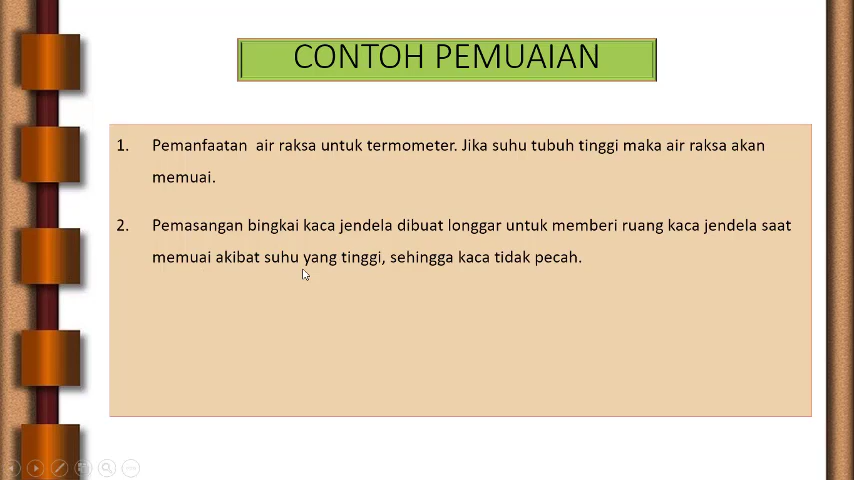 CONTOH PEMUAIAN
1. Pemanfaatan air raksa untuk termometer. Jika suhu tubuh tinggi maka air raksa akan
memuai.
2. Pemasangan bingkai kaca jendela dibuat longgar untuk memberi ruang kaca jendela saat
memuai akibat suhu yang tinggi, sehingga kaca tidak pecah.